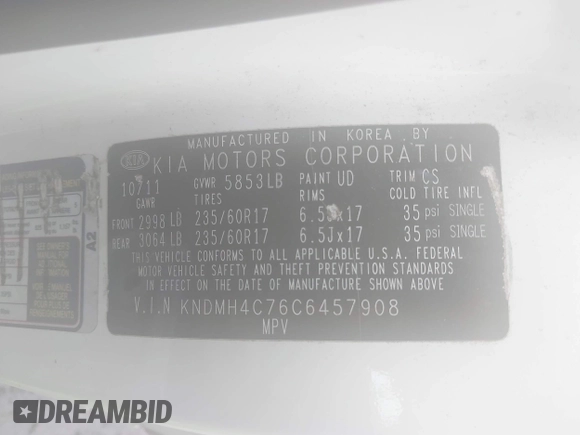 MANUFACTURED IN KOREA BY
KIA KIA MOTORS CORPORATION
10/11 GVWR 5853LB PAINT UD TRIM CS
GAWR TIRES RIMS COLD TIRE INFL
FRONT 2998 LB 235/60R17 6.5Jx17 35 psi SINGLE
REAR 3064 LB 235/60R17 6.5Jx17 35 psi SINGLE
THIS VEHICLE CONFORMS TO ALL APPLICABLE U.S.A. FEDERAL
MOTOR VEHICLE SAFETY AND THEFT PREVENTION STANDARDS
IN EFFECT ON THE DATE OF MANUFACTURE SHOWN ABOVE.
V.I.N KNDMH4C76C6457908
MPV
A2
DREAMBID